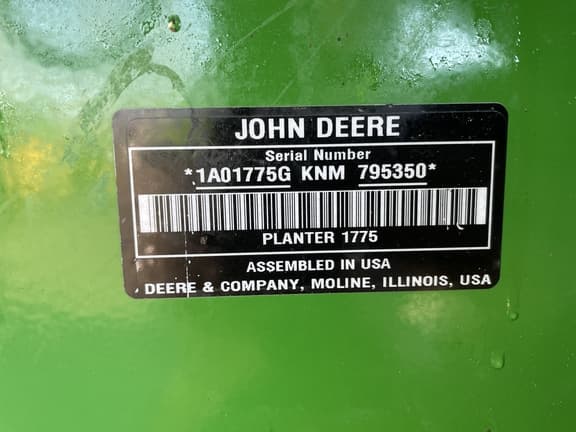 JOHN DEERE
Serial Number
*1A01775G KNM 795350*
PLANTER 1775
ASSEMBLED IN USA
DEERE & COMPANY, MOLINE, ILLINOIS, USA